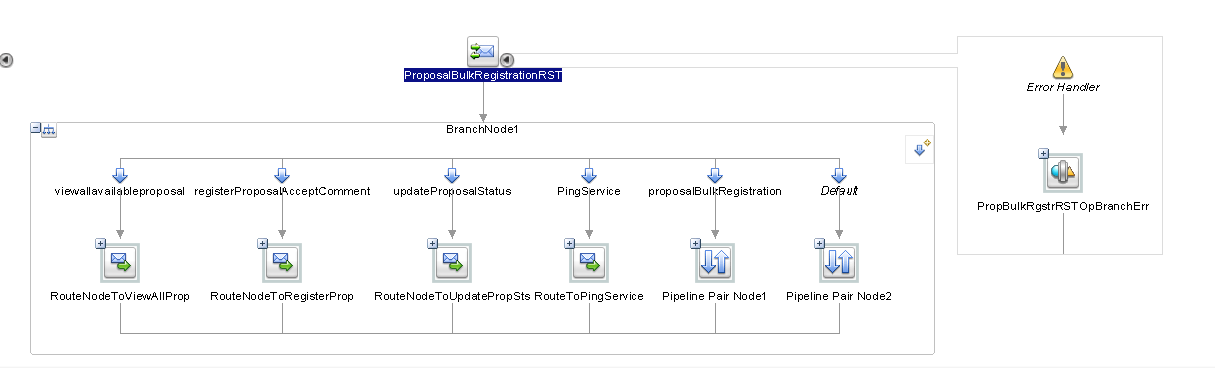 ProposalBulkRegistrationRST
Error Handler
BranchNode1
viewallavailableproposal
registerProposalAcceptComment
updateProposalStatus
PingService
proposalBulkRegistration
Default
PropBulkRgstrRSTOpBranchErr
RouteNodeToViewAllProp
RouteNodeToRegisterProp
RouteNodeToUpdatePropSts
RouteToPingService
Pipeline Pair Node1
Pipeline Pair Node2